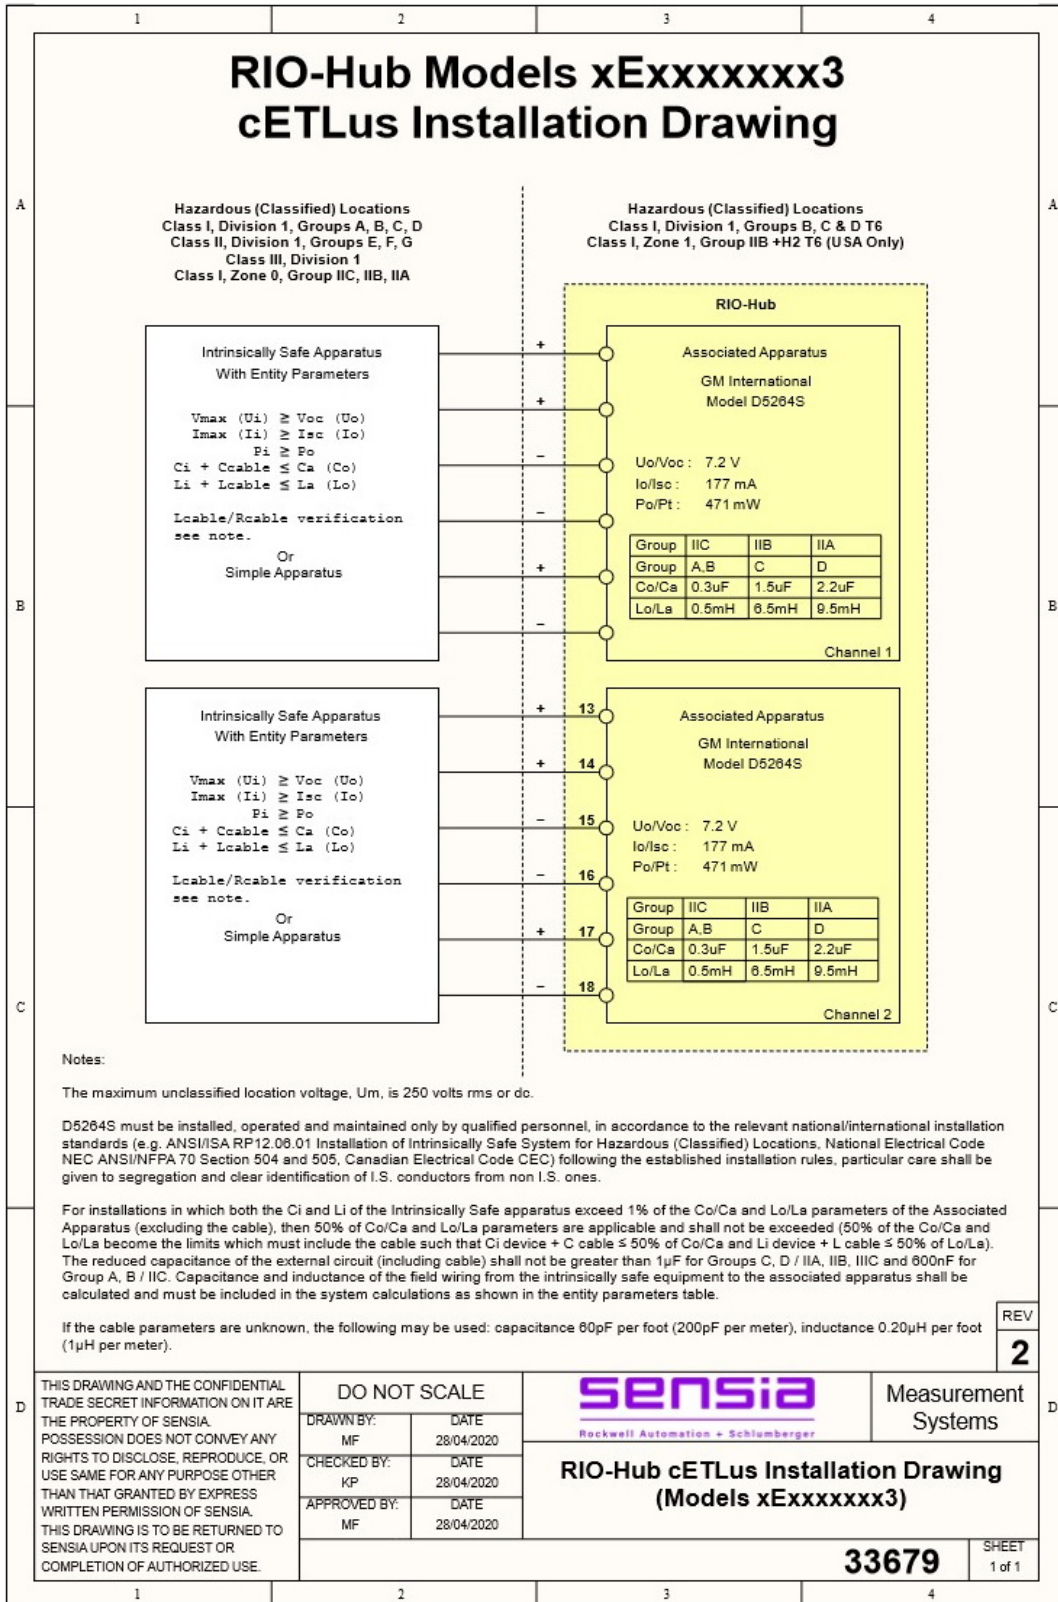 1 2 3 4
RIO-Hub Models xExxxxxxx3
cETLus Installation Drawing
A A
Hazardous (Classified) Locations
Class I, Division 1, Groups A, B, C, D
Class II, Division 1, Groups E, F, G
Class III, Division 1
Class I, Zone 0, Group IIC, IIB, IIA
Hazardous (Classified) Locations
Class I, Division 1, Groups B, C & D T6
Class I, Zone 1, Group IIB +H2 T6 (USA Only)
RIO-Hub
Intrinsically Safe Apparatus
With Entity Parameters
Vmax (Ui) ≥ Voc (Uo)
Imax (Ii) ≥ Isc (Io)
Pi ≥ Po
Ci + Ccable ≤ Ca (Co)
Li + Lcable ≤ La (Lo)
Lcable/Rcable verification
see note.
Or
Simple Apparatus
+
+
–
–
+
–
Associated Apparatus
GM International
Model D5264S
Uo/Voc : 7.2 V
Io/Isc : 177 mA
Po/Pt : 471 mW
Group IIC IIB IIA
Group A,B C D
Co/Ca 0.3uF 1.5uF 2.2uF
Lo/La 0.5mH 6.5mH 9.5mH
Channel 1
B B
Intrinsically Safe Apparatus
With Entity Parameters
Vmax (Ui) ≥ Voc (Uo)
Imax (Ii) ≥ Isc (Io)
Pi ≥ Po
Ci + Ccable ≤ Ca (Co)
Li + Lcable ≤ La (Lo)
Lcable/Rcable verification
see note.
Or
Simple Apparatus
+ 13
+ 14
– 15
– 16
+ 17
– 18
Associated Apparatus
GM International
Model D5264S
Uo/Voc : 7.2 V
Io/Isc : 177 mA
Po/Pt : 471 mW
Group IIC IIB IIA
Group A,B C D
Co/Ca 0.3uF 1.5uF 2.2uF
Lo/La 0.5mH 6.5mH 9.5mH
Channel 2
C C
Notes:
The maximum unclassified location voltage, Um, is 250 volts rms or dc.
D5264S must be installed, operated and maintained only by qualified personnel, in accordance to the relevant national/international installation
standards (e.g. ANSI/ISA RP12.06.01 Installation of Intrinsically Safe System for Hazardous (Classified) Locations, National Electrical Code
NEC ANSI/NFPA 70 Section 504 and 505, Canadian Electrical Code CEC) following the established installation rules, particular care shall be
given to segregation and clear identification of I.S. conductors from non I.S. ones.
For installations in which both the Ci and Li of the Intrinsically Safe apparatus exceed 1% of the Co/Ca and Lo/La parameters of the Associated
Apparatus (excluding the cable), then 50% of Co/Ca and Lo/La parameters are applicable and shall not be exceeded (50% of the Co/Ca and
Lo/La become the limits which must include the cable such that Ci device + C cable ≤ 50% of Co/Ca and Li device + L cable ≤ 50% of Lo/La).
The reduced capacitance of the external circuit (including cable) shall not be greater than 1µF for Groups C, D / IIA, IIB, IIIC and 600nF for
Group A, B / IIC. Capacitance and inductance of the field wiring from the intrinsically safe equipment to the associated apparatus shall be
calculated and must be included in the system calculations as shown in the entity parameters table.
If the cable parameters are unknown, the following may be used: capacitance 60pF per foot (200pF per meter), inductance 0.20µH per foot
(1µH per meter).
REV
2
D D
THIS DRAWING AND THE CONFIDENTIAL
TRADE SECRET INFORMATION ON IT ARE
THE PROPERTY OF SENSIA.
POSSESSION DOES NOT CONVEY ANY
RIGHTS TO DISCLOSE, REPRODUCE, OR
USE SAME FOR ANY PURPOSE OTHER
THAN THAT GRANTED BY EXPRESS
WRITTEN PERMISSION OF SENSIA.
THIS DRAWING IS TO BE RETURNED TO
SENSIA UPON ITS REQUEST OR
COMPLETION OF AUTHORIZED USE.
DO NOT SCALE
DRAWN BY: DATE
MF 28/04/2020
CHECKED BY: DATE
KP 28/04/2020
APPROVED BY: DATE
MF 28/04/2020
sensia
Rockwell Automation + Schlumberger
Measurement
Systems
RIO-Hub cETLus Installation Drawing
(Models xExxxxxxx3)
33679
SHEET
1 of 1
1 2 3 4